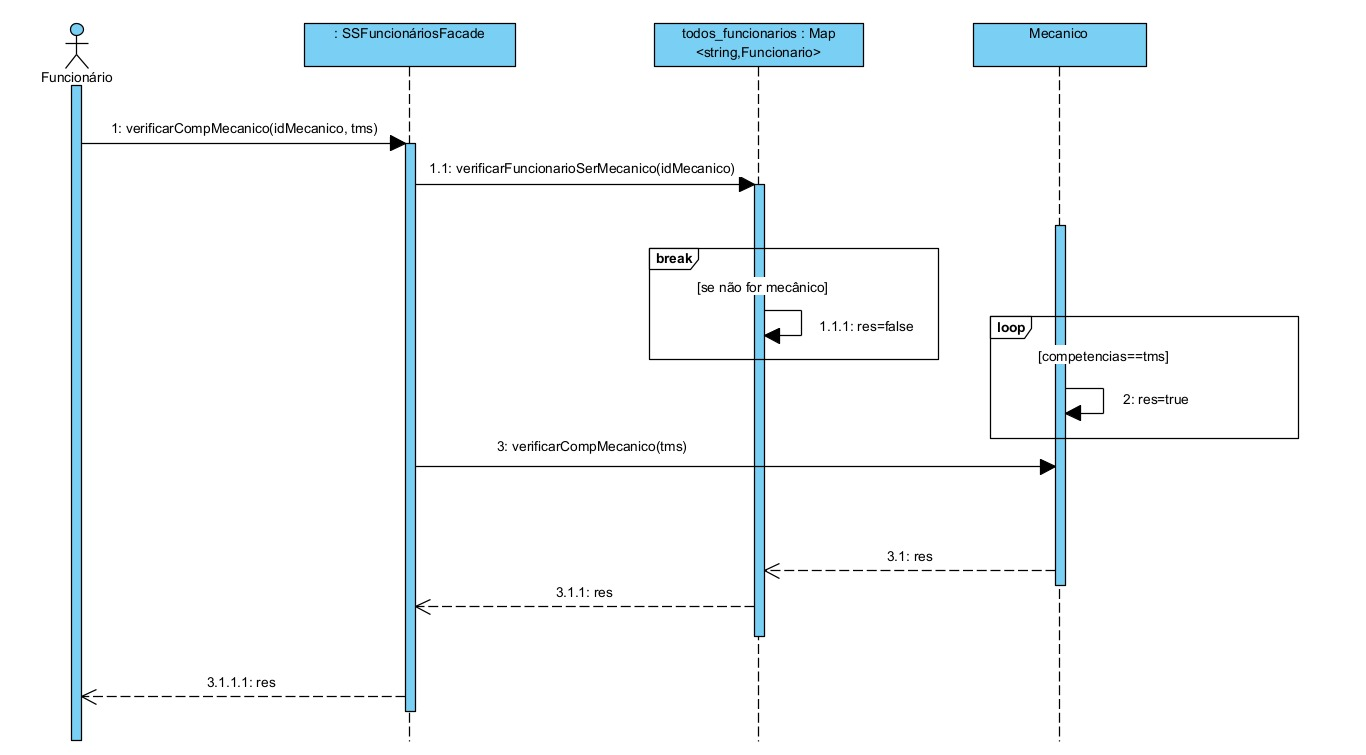 : SSFuncionáriosFacade
todos_funcionarios : Map
<string,Funcionario>
Mecanico
Funcionário
1: verificarCompMecanico(idMecanico, tms)
1.1: verificarFuncionarioSerMecanico(idMecanico)
break
[se não for mecânico]
1.1.1: res=false
loop
[competencias==tms]
2: res=true
3: verificarCompMecanico(tms)
3.1: res
3.1.1: res
3.1.1.1: res